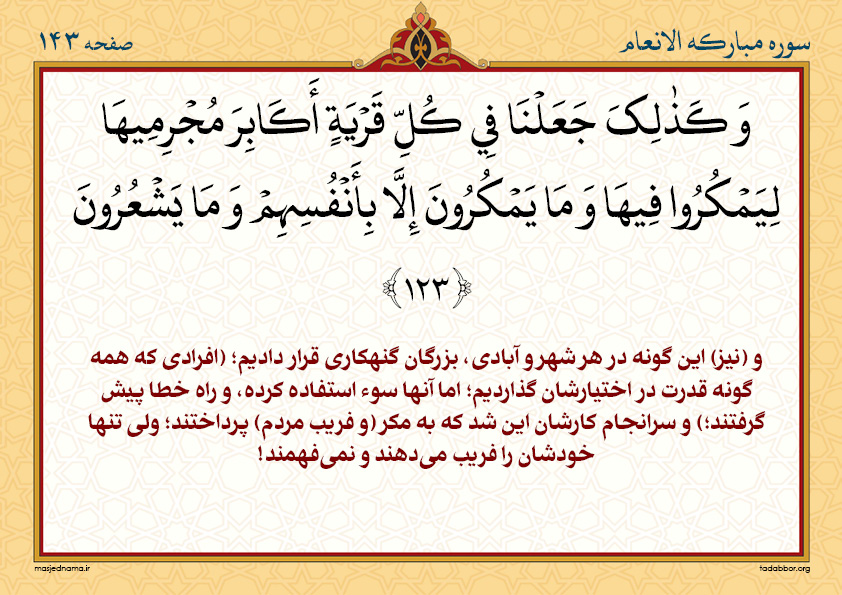 سوره مبارکه الانعام
صفحه ۱۴۳
وَ كَذٰلِکَ جَعَلْنَا فِي كُلِّ قَرْيَةٍ أَكَابِرَ مُجْرِمِيهَا
لِيَمْكُرُوا فِيهَا وَ مَا يَمْكُرُونَ إِلَّا بِأَنْفُسِهِمْ وَ مَا يَشْعُرُونَ
﴿۱۲۳﴾
و (نیز) این گونه در هر شهر و آبادی، بزرگان گنهکاری قرار دادیم؛ (افرادی که همه
گونه قدرت در اختیارشان گذاردیم؛ اما آنها سوء استفاده کرده، و راه خطا پیش
گرفتند؛) و سرانجام کارشان این شد که به مکر (و فریب مردم) پرداختند؛ ولی تنها
خودشان را فریب می‌دهند و نمی‌فهمند!
masjednama.ir
tadabbor.org